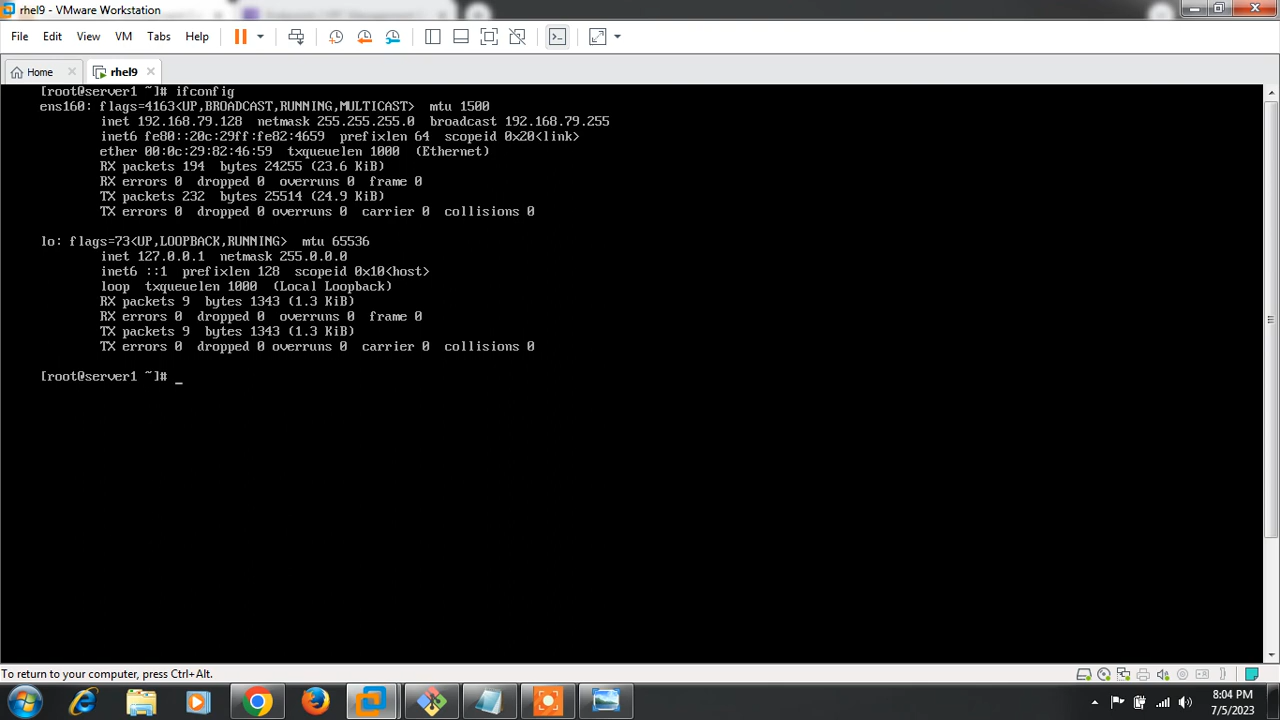 rhel9 - VMware Workstation
File Edit View VM Tabs Help
Home rhel9
[root@server1 ~]# ifconfig
ens160: flags=4163<UP,BROADCAST,RUNNING,MULTICAST>  mtu 1500
        inet 192.168.79.128  netmask 255.255.255.0  broadcast 192.168.79.255
        inet6 fe80::20c:29ff:fe82:4659  prefixlen 64  scopeid 0x20<link>
        ether 00:0c:29:82:46:59  txqueuelen 1000  (Ethernet)
        RX packets 194  bytes 24255 (23.6 KiB)
        RX errors 0  dropped 0  overruns 0  frame 0
        TX packets 232  bytes 25514 (24.9 KiB)
        TX errors 0  dropped 0 overruns 0  carrier 0  collisions 0
lo: flags=73<UP,LOOPBACK,RUNNING>  mtu 65536
        inet 127.0.0.1  netmask 255.0.0.0
        inet6 ::1  prefixlen 128  scopeid 0x10<host>
        loop  txqueuelen 1000  (Local Loopback)
        RX packets 9  bytes 1343 (1.3 KiB)
        RX errors 0  dropped 0  overruns 0  frame 0
        TX packets 9  bytes 1343 (1.3 KiB)
        TX errors 0  dropped 0 overruns 0  carrier 0  collisions 0
[root@server1 ~]# _
To return to your computer, press Ctrl+Alt.
8:04 PM
7/5/2023